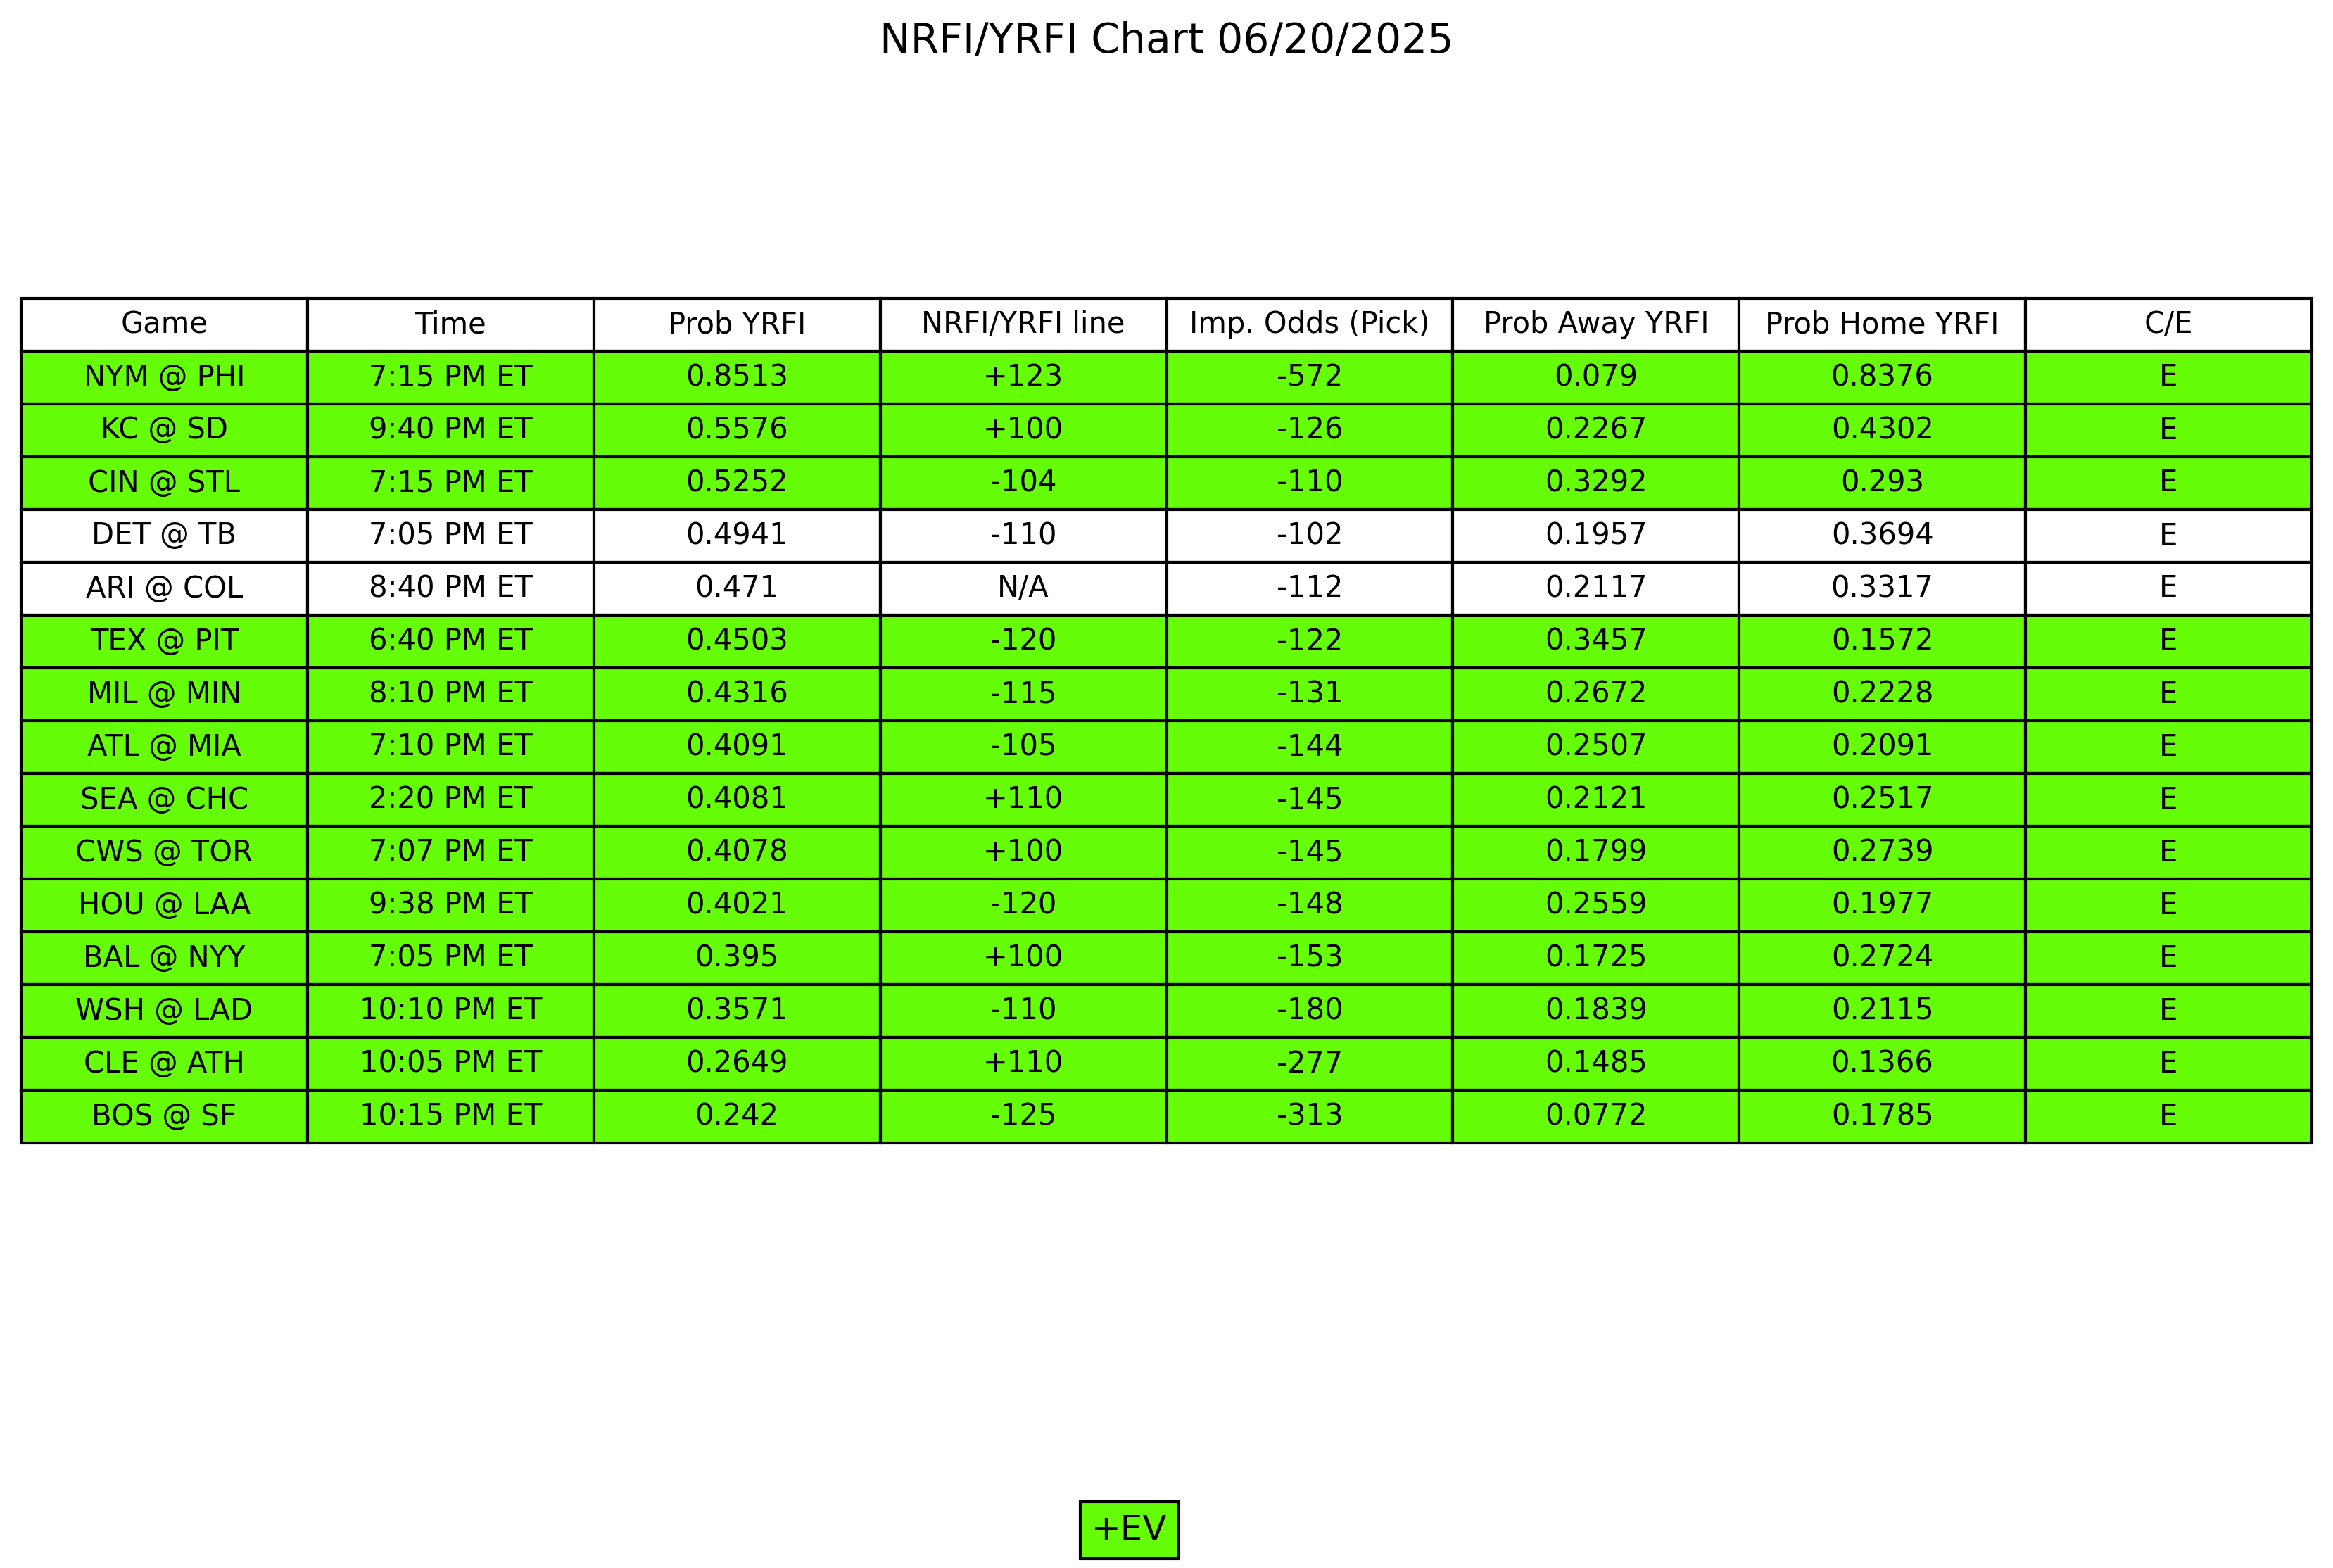 NRFI/YRFI Chart 06/20/2025
Game Time Prob YRFI NRFI/YRFI line Imp. Odds (Pick) Prob Away YRFI Prob Home YRFI C/E
NYM @ PHI 7:15 PM ET 0.8513 +123 -572 0.079 0.8376 E
KC @ SD 9:40 PM ET 0.5576 +100 -126 0.2267 0.4302 E
CIN @ STL 7:15 PM ET 0.5252 -104 -110 0.3292 0.293 E
DET @ TB 7:05 PM ET 0.4941 -110 -102 0.1957 0.3694 E
ARI @ COL 8:40 PM ET 0.471 N/A -112 0.2117 0.3317 E
TEX @ PIT 6:40 PM ET 0.4503 -120 -122 0.3457 0.1572 E
MIL @ MIN 8:10 PM ET 0.4316 -115 -131 0.2672 0.2228 E
ATL @ MIA 7:10 PM ET 0.4091 -105 -144 0.2507 0.2091 E
SEA @ CHC 2:20 PM ET 0.4081 +110 -145 0.2121 0.2517 E
CWS @ TOR 7:07 PM ET 0.4078 +100 -145 0.1799 0.2739 E
HOU @ LAA 9:38 PM ET 0.4021 -120 -148 0.2559 0.1977 E
BAL @ NYY 7:05 PM ET 0.395 +100 -153 0.1725 0.2724 E
WSH @ LAD 10:10 PM ET 0.3571 -110 -180 0.1839 0.2115 E
CLE @ ATH 10:05 PM ET 0.2649 +110 -277 0.1485 0.1366 E
BOS @ SF 10:15 PM ET 0.242 -125 -313 0.0772 0.1785 E
+EV